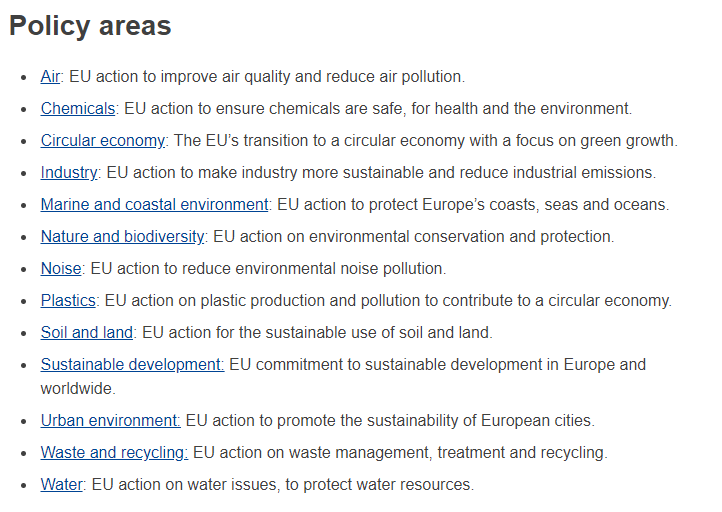 Policy areas
• Air: EU action to improve air quality and reduce air pollution.
• Chemicals: EU action to ensure chemicals are safe, for health and the environment.
• Circular economy: The EU’s transition to a circular economy with a focus on green growth.
• Industry: EU action to make industry more sustainable and reduce industrial emissions.
• Marine and coastal environment: EU action to protect Europe’s coasts, seas and oceans.
• Nature and biodiversity: EU action on environmental conservation and protection.
• Noise: EU action to reduce environmental noise pollution.
• Plastics: EU action on plastic production and pollution to contribute to a circular economy.
• Soil and land: EU action for the sustainable use of soil and land.
• Sustainable development: EU commitment to sustainable development in Europe and
worldwide.
• Urban environment: EU action to promote the sustainability of European cities.
• Waste and recycling: EU action on waste management, treatment and recycling.
• Water: EU action on water issues, to protect water resources.